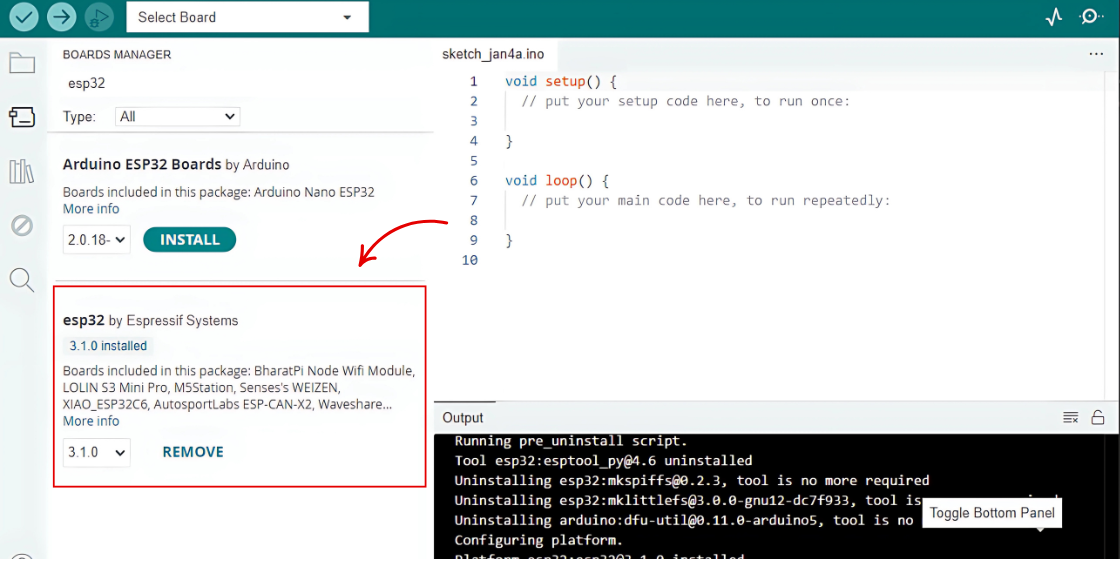 Select Board
BOARDS MANAGER
esp32
Type: All
Arduino ESP32 Boards by Arduino
Boards included in this package: Arduino Nano ESP32
More info
2.0.18-
INSTALL
esp32 by Espressif Systems
3.1.0 installed
Boards included in this package: BharatPi Node Wifi Module,
LOLIN S3 Mini Pro, M5Station, Senses's WEIZEN,
XIAO_ESP32C6, AutosportLabs ESP-CAN-X2, Waveshare...
More info
3.1.0
REMOVE
sketch_jan4a.ino
...
1 void setup() {
2 // put your setup code here, to run once:
3
4 }
5
6 void loop() {
7 // put your main code here, to run repeatedly:
8
9 }
10
Output
Running pre_uninstall script.
Tool esp32:esptool_py@4.6 uninstalled
Uninstalling esp32:mkspiffs@0.2.3, tool is no more required
Uninstalling esp32:mklittlefs@3.0.0-gnu12-dc7f933, tool is
Uninstalling arduino:dfu-util@0.11.0-arduino5, tool is no
Toggle Bottom Panel
Configuring platform.
Platform esp32:esp32@3.1.0 installed